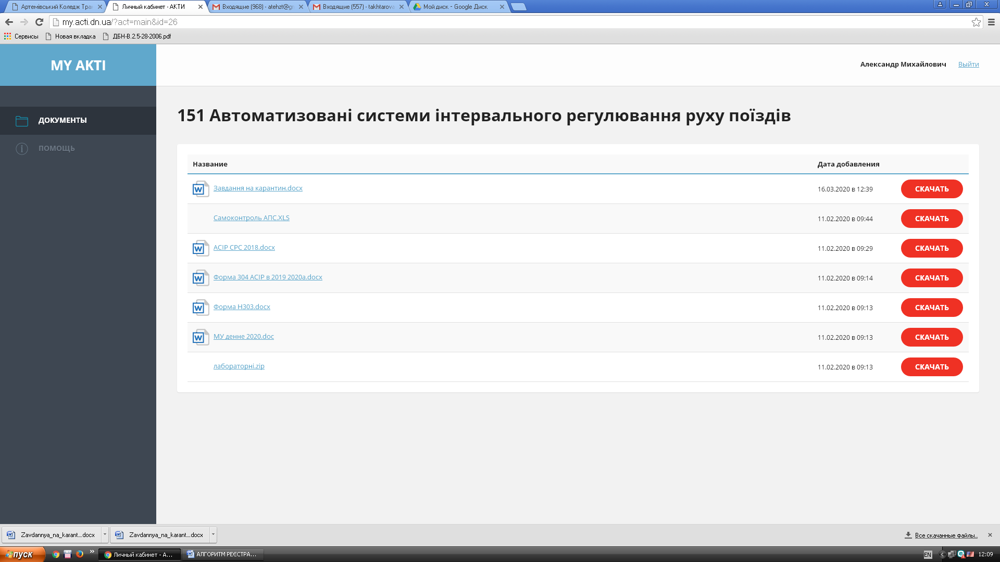 Артемівський Коледж Тра
Личный кабинет - АКТИ
Входящие (968) - atehzt@g
Входящие (557) - takhtarova
Мой диск - Google Диск
my.acti.dn.ua/?act=main&id=26
Сервисы
Новая вкладка
ДБН-В.2.5-28-2006.pdf
MY AKTI
Александр Михайлович
Выйти
ДОКУМЕНТЫ
ПОМОЩЬ
151 Автоматизовані системи інтервального регулювання руху поїздів
Название
Дата добавления
Завдання на карантин.docx
16.03.2020 в 12:39
СКАЧАТЬ
Самоконтроль АПС.XLS
11.02.2020 в 09:44
СКАЧАТЬ
АСІР СРС 2018.docx
11.02.2020 в 09:29
СКАЧАТЬ
Форма 304 АСІР в 2019 2020а.docx
11.02.2020 в 09:14
СКАЧАТЬ
Форма Н303.docx
11.02.2020 в 09:13
СКАЧАТЬ
МУ денне 2020.doc
11.02.2020 в 09:13
СКАЧАТЬ
лабораторні.zip
11.02.2020 в 09:13
СКАЧАТЬ
Zavdannya_na_karant....docx
Zavdannya_na_karant....docx
Все скачанные файлы...
пуск
Личный кабинет - А...
АЛГОРИТМ РЕЄСТРА...
EN
12:09